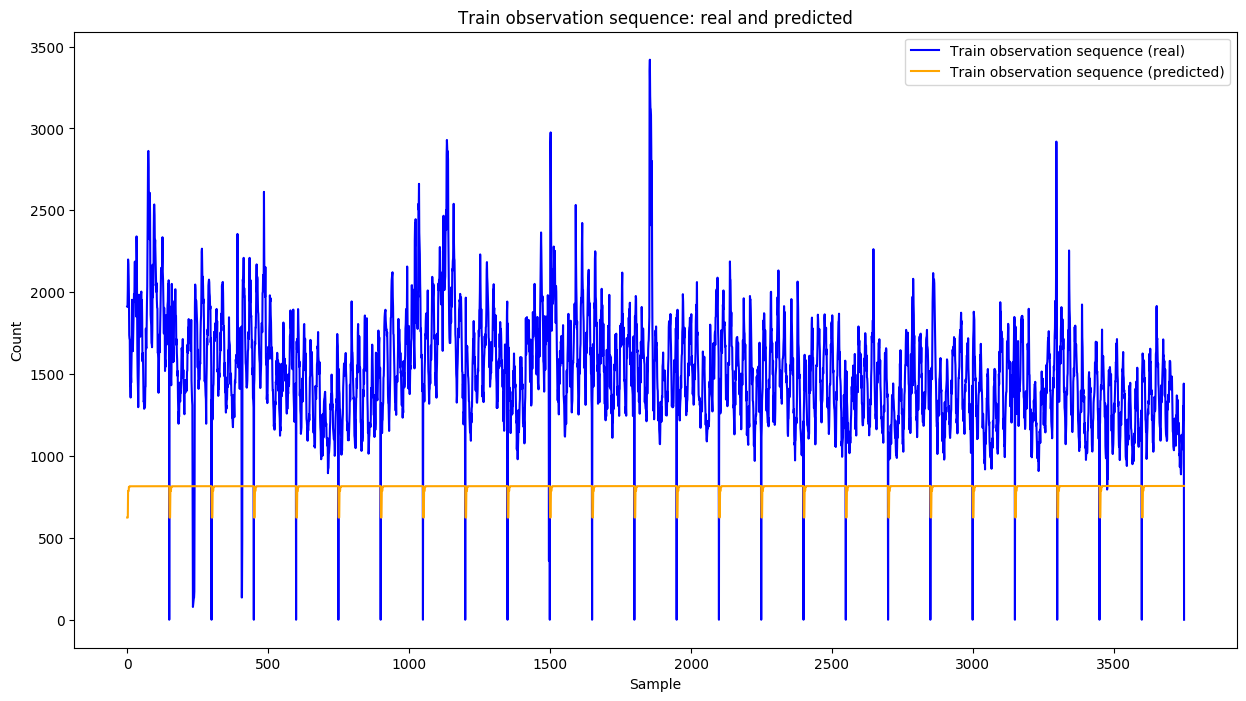 Train observation sequence: real and predicted
Train observation sequence (real)
Train observation sequence (predicted)
3500
3000
2500
2000
1500
1000
500
0
Count
0 500 1000 1500 2000 2500 3000 3500
Sample